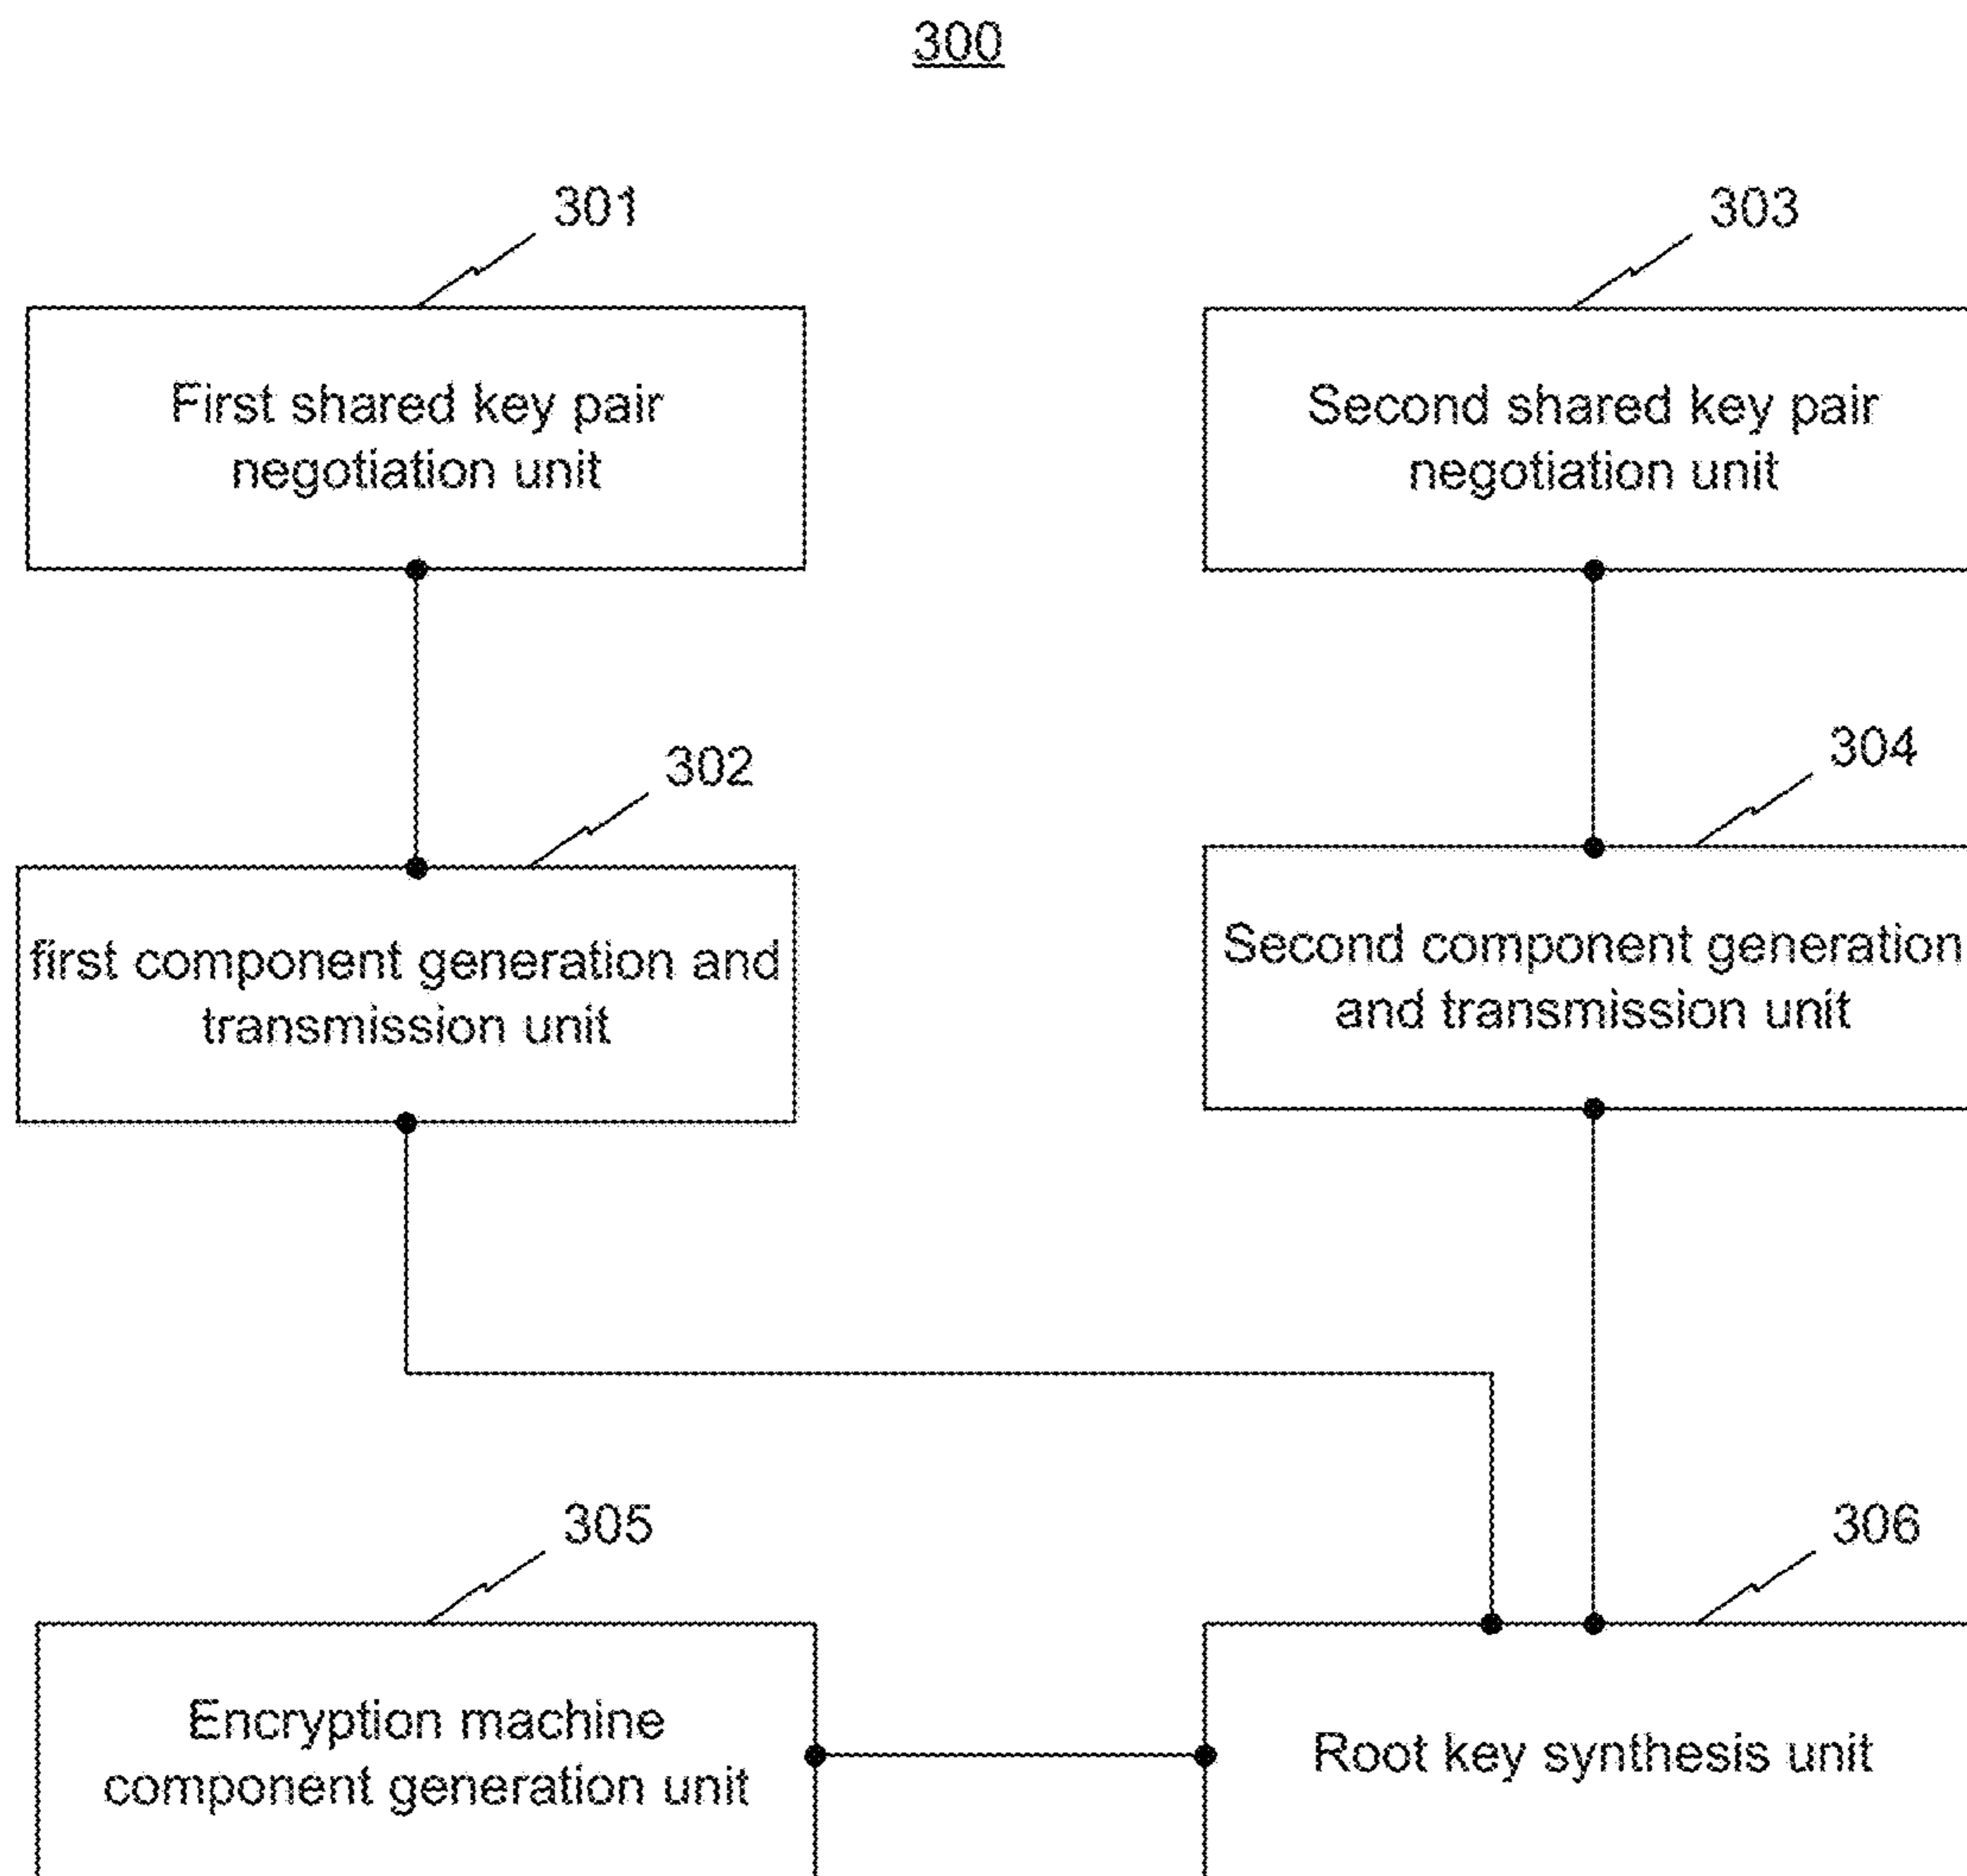 300
301
303
First shared key pair
negotiation unit
Second shared key pair
negotiation unit
302
304
first component generation and
transmission unit
Second component generation
and transmission unit
305
306
Encryption machine
component generation unit
Root key synthesis unit